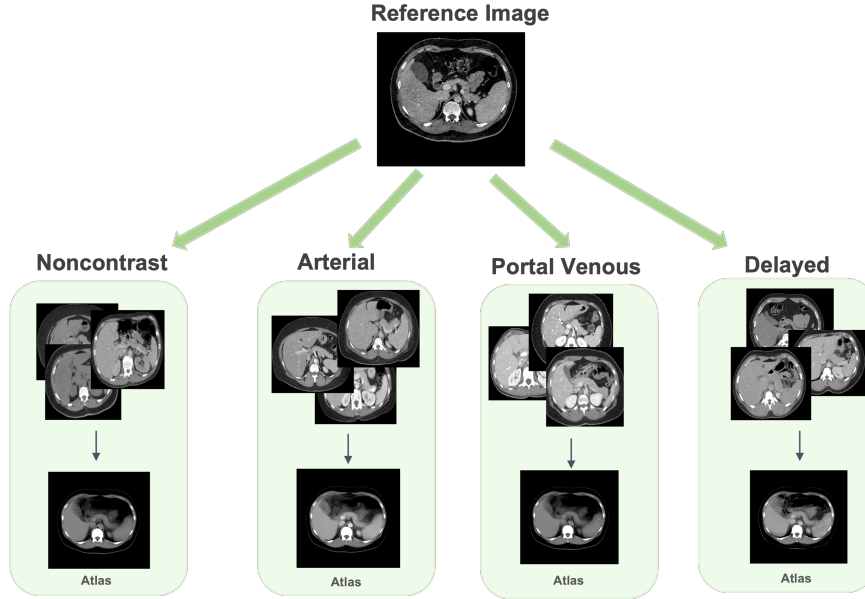 Reference Image
Noncontrast
Arterial
Portal Venous
Delayed
Atlas
Atlas
Atlas
Atlas